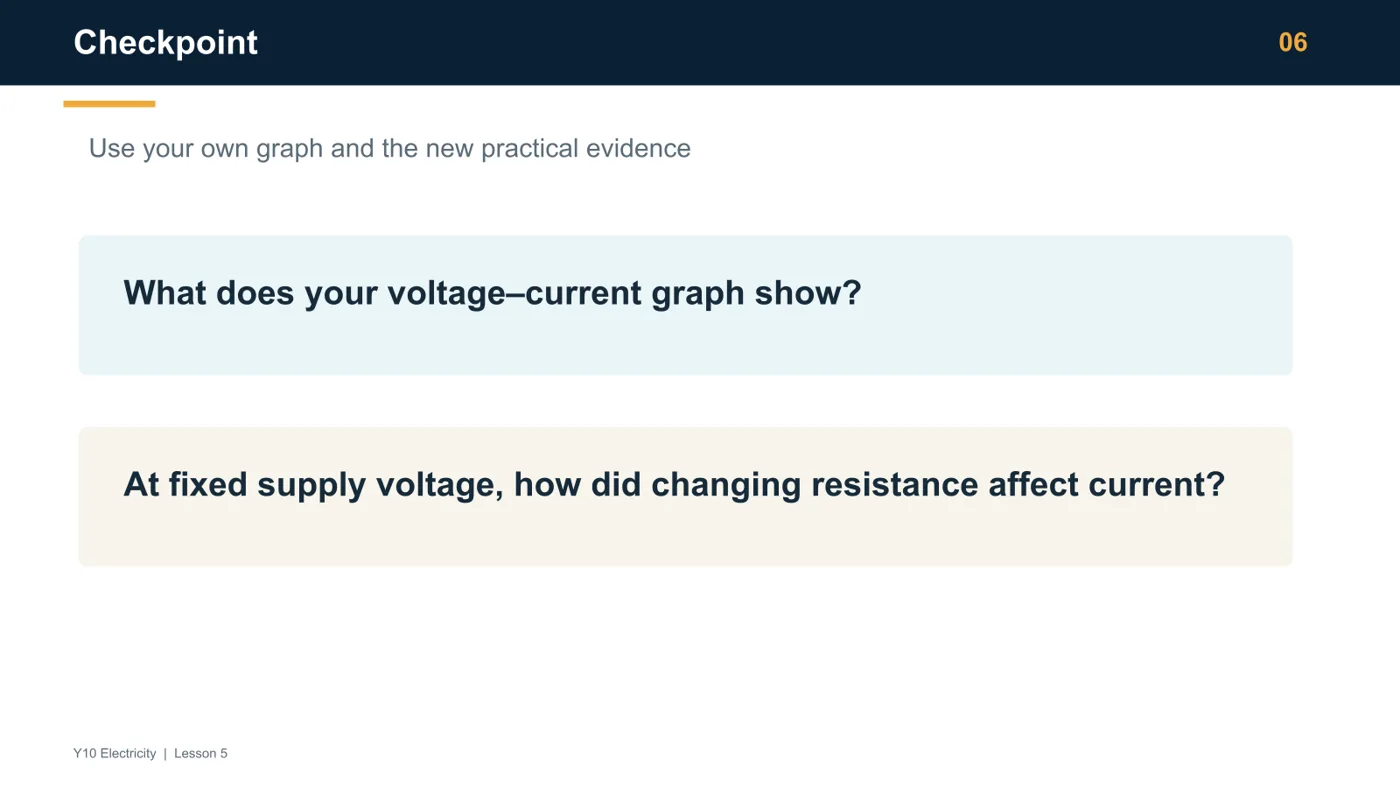 Checkpoint
06
Use your own graph and the new practical evidence
What does your voltage–current graph show?
At fixed supply voltage, how did changing resistance affect current?
Y10 Electricity | Lesson 5